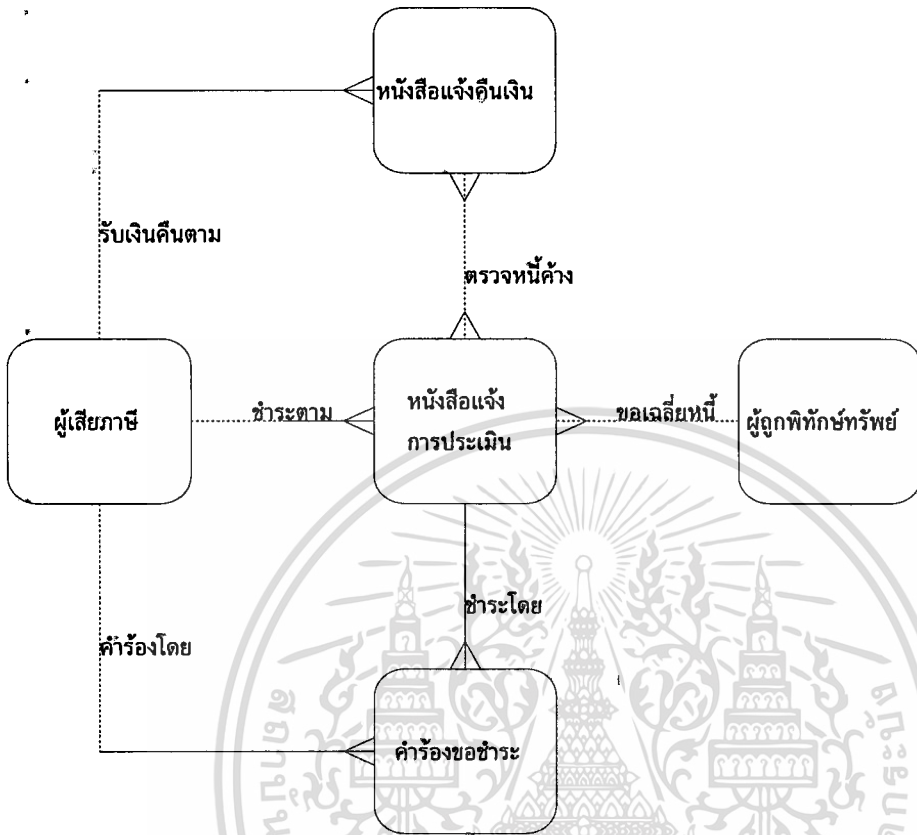 หนังสือแจ้งคืนเงิน
รับเงินคืนตาม
ตรวจหนี้ค้าง
ผู้เสียภาษี
ชำระตาม
หนังสือแจ้ง
การประเมิน
ขอเฉลี่ยหนี้
ผู้ถูกพิทักษ์ทรัพย์
ชำระโดย
คำร้องโดย
คำร้องขอชำระ